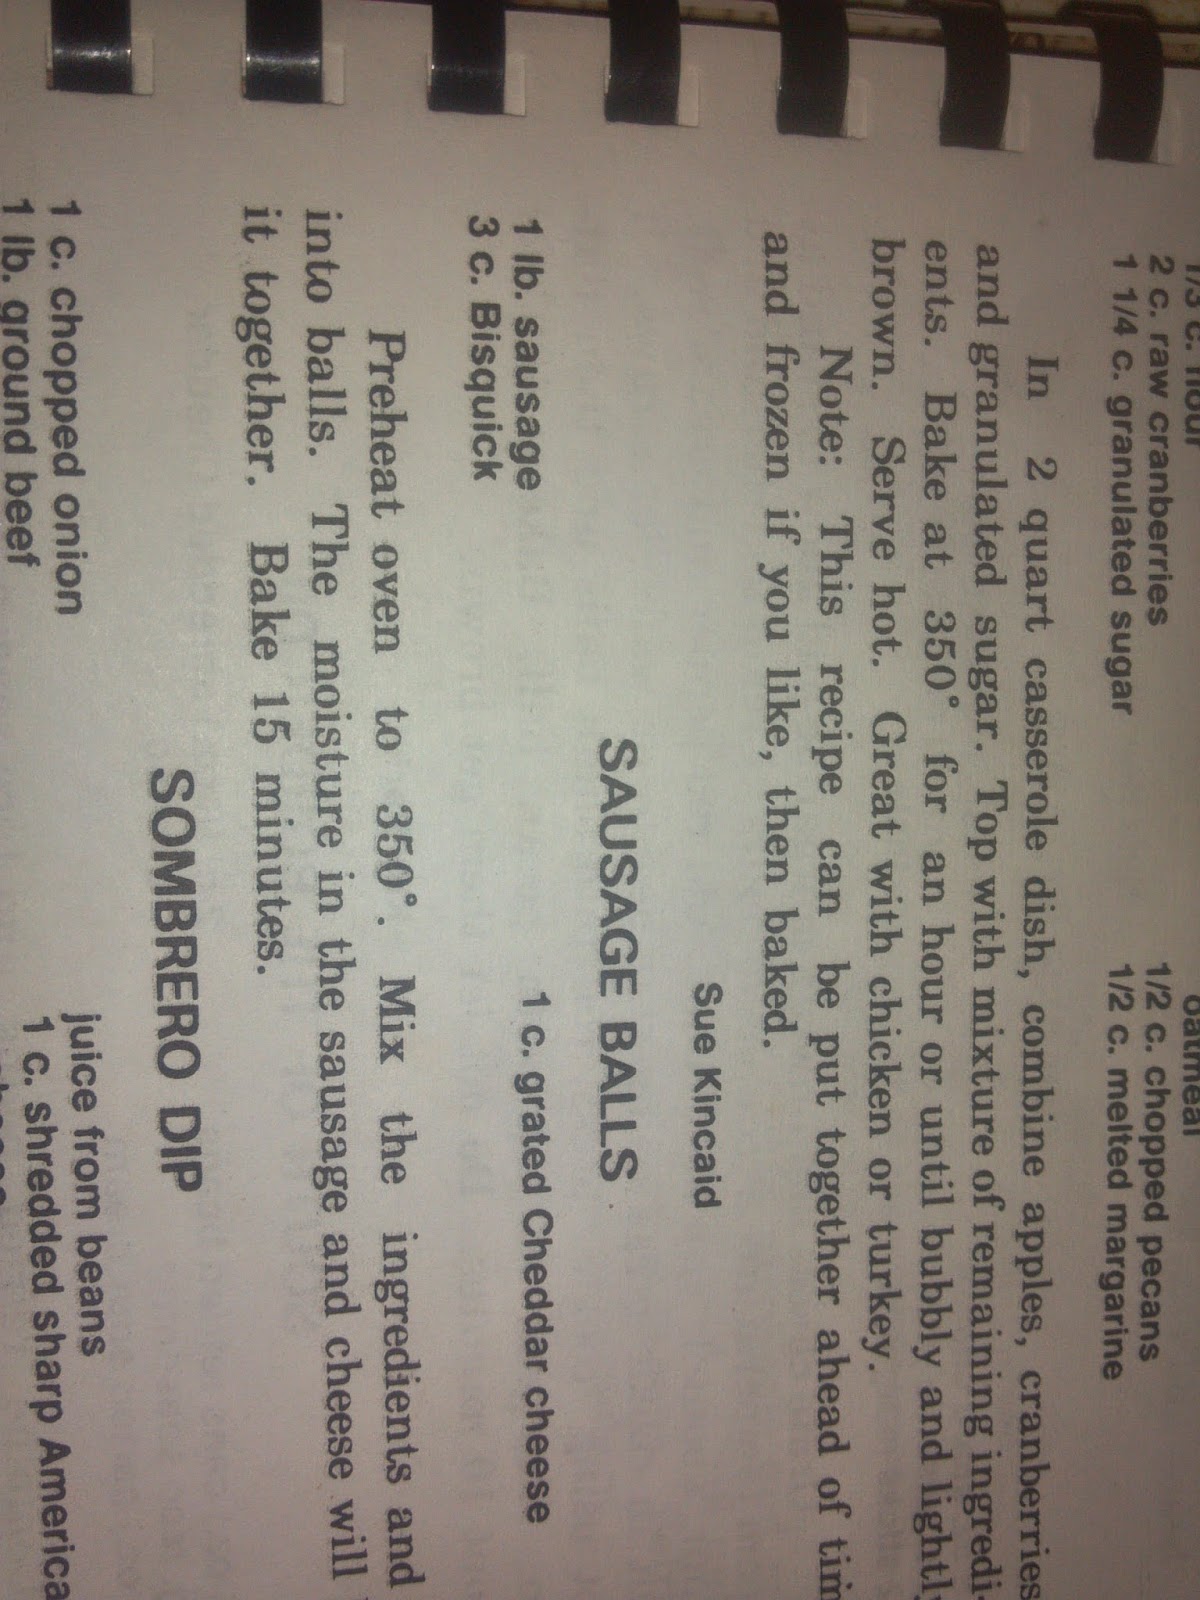 1/3 c. flour
oatmeal
2 c. raw cranberries
1/2 c. chopped pecans
1 1/4 c. granulated sugar
1/2 c. melted margarine
In 2 quart casserole dish, combine apples, cranberries
and granulated sugar. Top with mixture of remaining ingredi-
ents. Bake at 350° for an hour or until bubbly and lightly
brown. Serve hot. Great with chicken or turkey.
Note: This recipe can be put together ahead of tim
and frozen if you like, then baked.
Sue Kincaid
SAUSAGE BALLS
1 lb. sausage
1 c. grated Cheddar cheese
3 c. Bisquick
Preheat oven to 350°. Mix the ingredients and
into balls. The moisture in the sausage and cheese will
it together. Bake 15 minutes.
SOMBRERO DIP
1 c. chopped onion
juice from beans
1 lb. ground beef
1 c. shredded sharp America